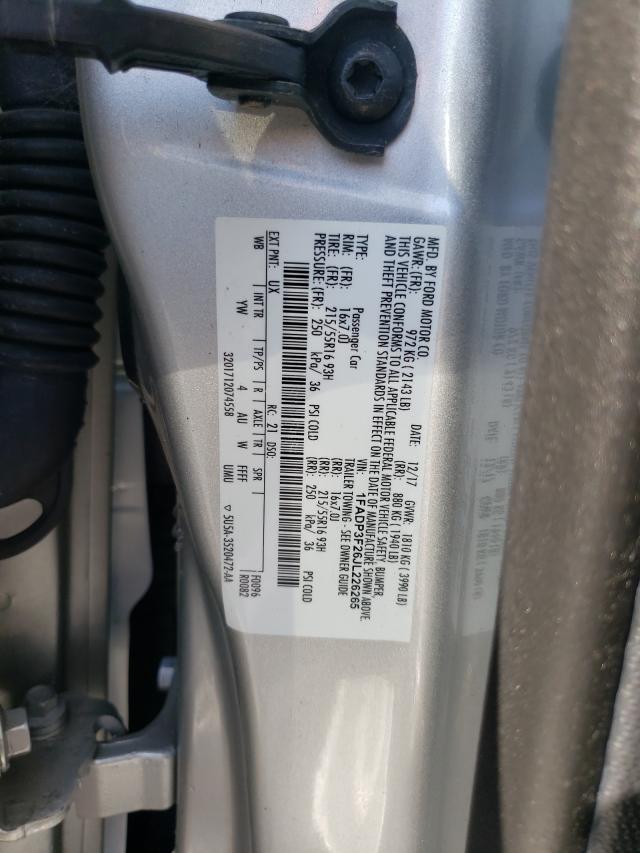 MFD. BY FORD MOTOR CO.
DATE: 12/17 GVWR: 1810 KG ( 3990 LB)
GAWR: (FR): 972 KG ( 2143 LB) (RR): 880 KG ( 1940 LB)
THIS VEHICLE CONFORMS TO ALL APPLICABLE FEDERAL MOTOR VEHICLE SAFETY, BUMPER,
AND THEFT PREVENTION STANDARDS IN EFFECT ON THE DATE OF MANUFACTURE SHOWN ABOVE.
VIN: 1FADP3F26JL226265
TYPE: Passenger Car TRAILER TOWING - SEE OWNER GUIDE
RIM: (FR): 16x7.0J (RR): 16x7.0J
TIRE: (FR): 215/55R16 93H (RR): 215/55R16 93H
PRESSURE: (FR): 250 kPa/ 36 PSI COLD (RR): 250 kPa/ 36 PSI COLD
EXT PNT: UX RC: 21 DSO: F0096
R0082
WB INT TR TP/PS R AXLE TR SPR
YW 4 AU W FFFF UMU
3201712074558 5U5A-3520472-AA